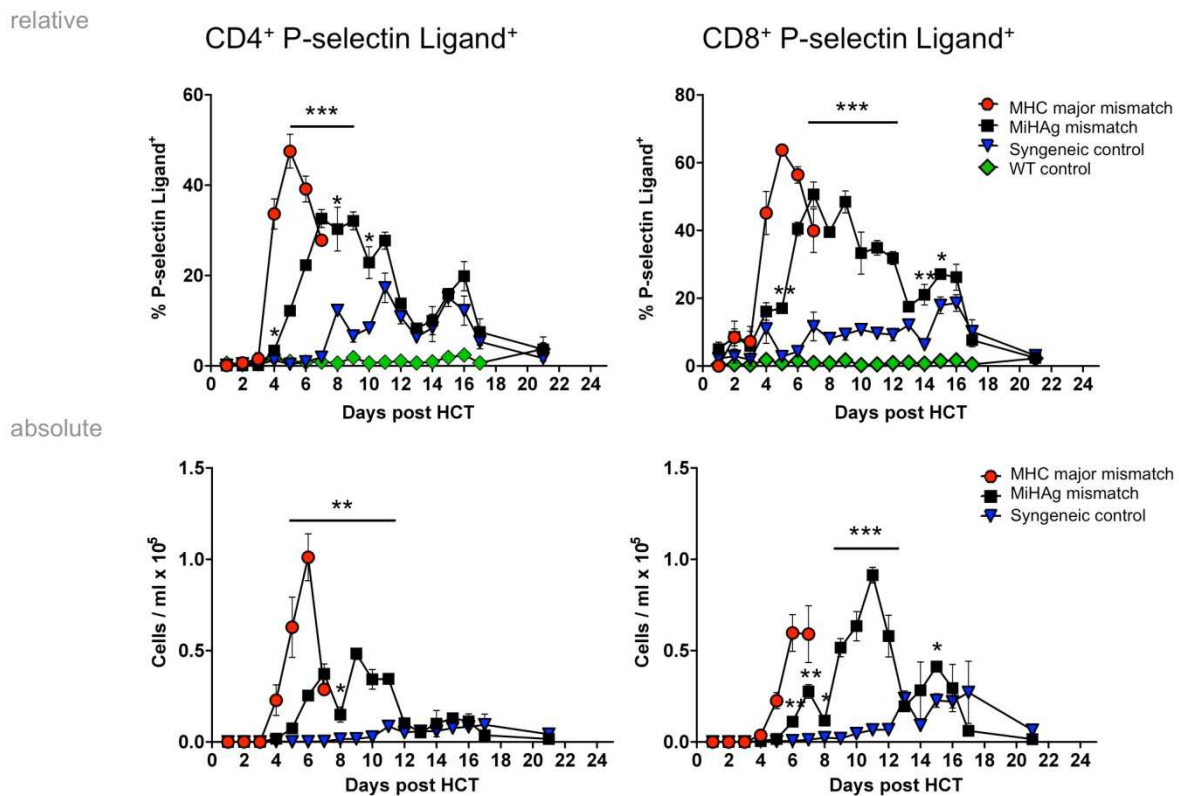 relative
CD4+ P-selectin Ligand+
CD8+ P-selectin Ligand+
% P-selectin Ligand+
60
40
20
0
***
*
*
*
0 2 4 6 8 10 12 14 16 18 20 22 24
Days post HCT
% P-selectin Ligand+
80
60
40
20
0
***
**
**
*
0 2 4 6 8 10 12 14 16 18 20 22 24
Days post HCT
MHC major mismatch
MiHAg mismatch
Syngeneic control
WT control
absolute
Cells / ml x 10⁵
1.5
1.0
0.5
0.0
**
*
0 2 4 6 8 10 12 14 16 18 20 22 24
Days post HCT
Cells / ml x 10⁵
1.5
1.0
0.5
0.0
***
**
**
*
*
0 2 4 6 8 10 12 14 16 18 20 22 24
Days post HCT
MHC major mismatch
MiHAg mismatch
Syngeneic control